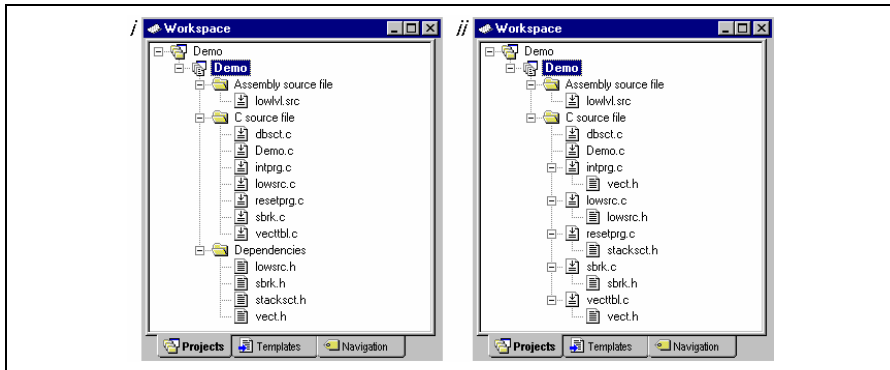 i
Workspace
Demo
Demo
Assembly source file
lowlvl.src
C source file
dbsct.c
Demo.c
intprg.c
lowsrc.c
resetprg.c
sbrk.c
vecttbl.c
Dependencies
lowsrc.h
sbrk.h
stacksct.h
vect.h
Projects Templates Navigation
ii
Workspace
Demo
Demo
Assembly source file
lowlvl.src
C source file
dbsct.c
Demo.c
intprg.c
vect.h
lowsrc.c
lowsrc.h
resetprg.c
stacksct.h
sbrk.c
sbrk.h
vecttbl.c
vect.h
Projects Templates Navigation